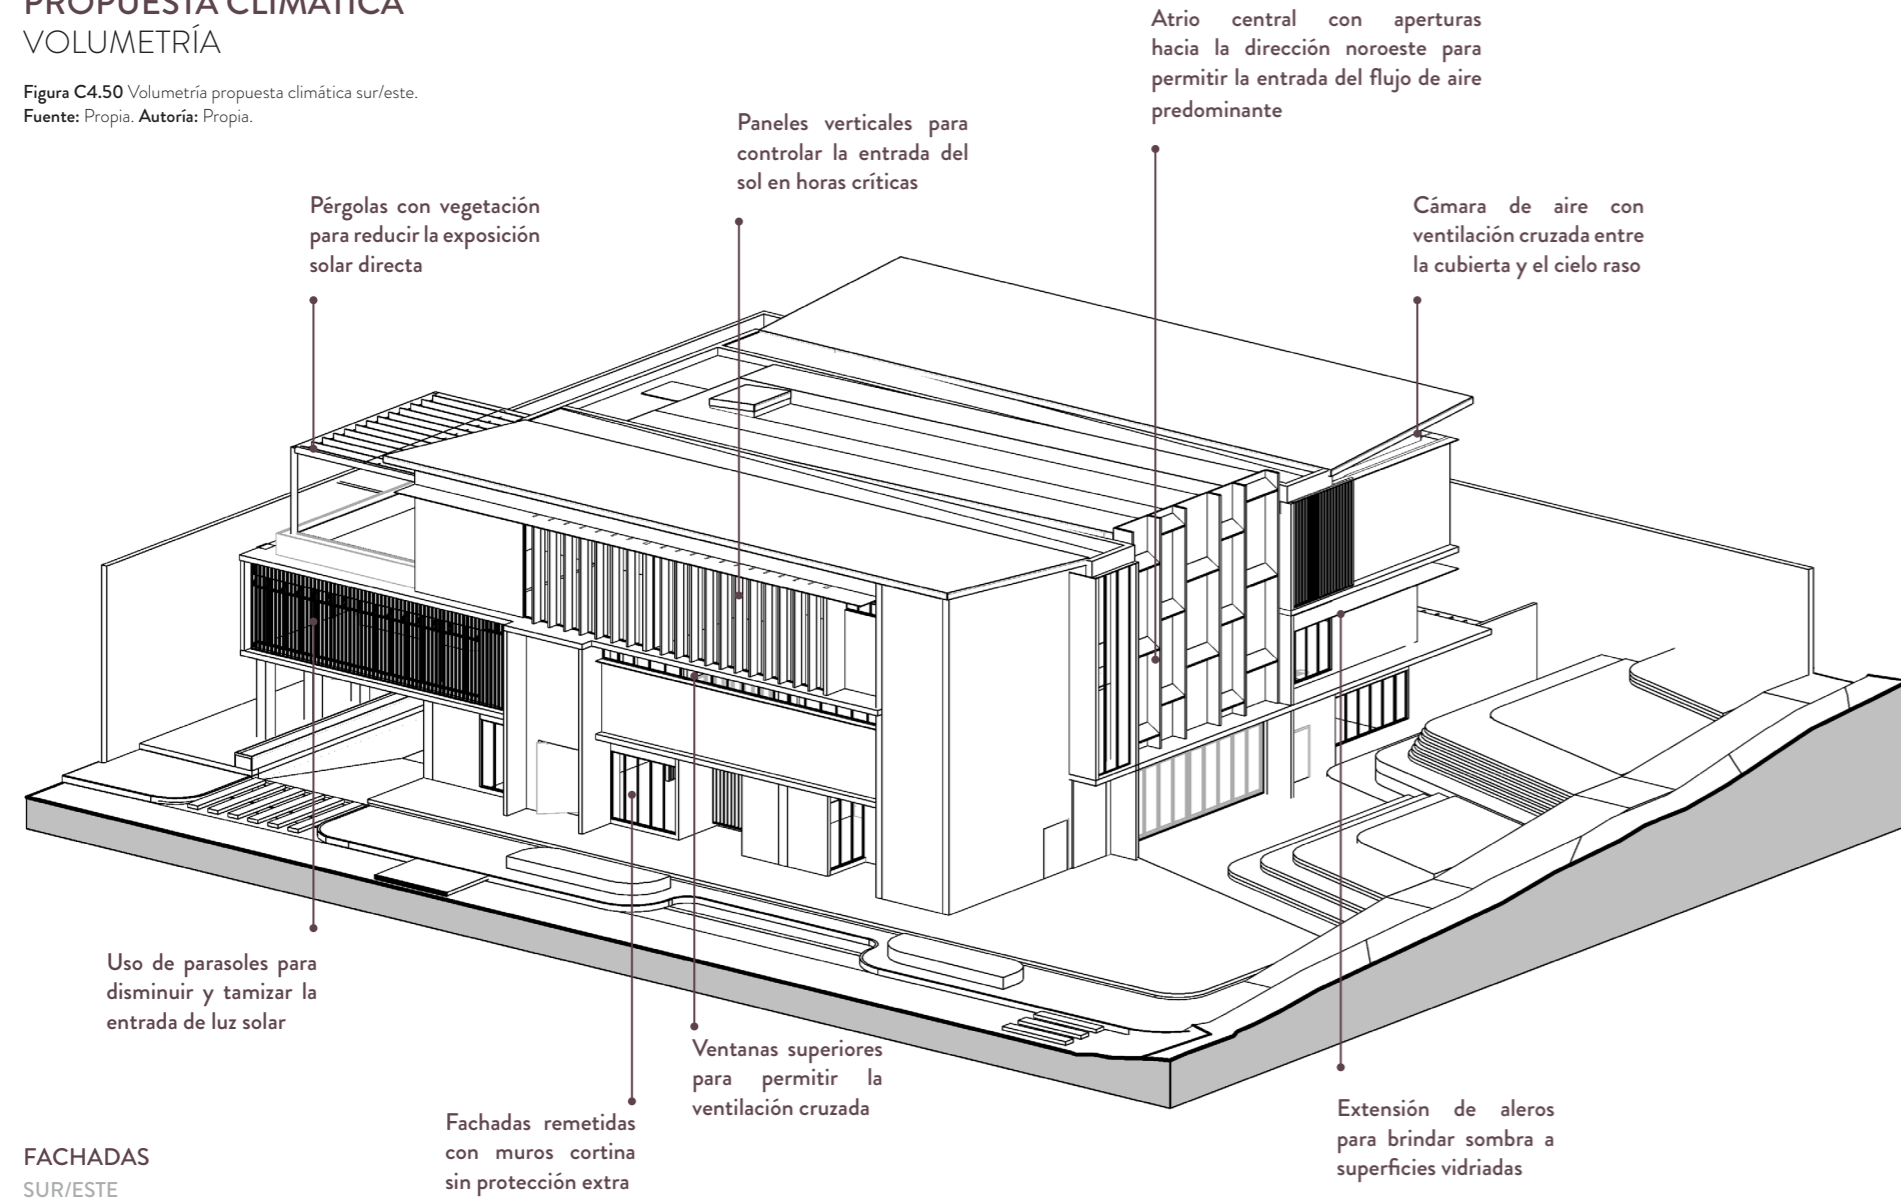 PROPUESTA CLIMÁTICA
VOLUMETRÍA
Figura C4.50 Volumetría propuesta climática sur/este.
Fuente: Propia. Autoría: Propia.
Pérgolas con vegetación
para reducir la exposición
solar directa
Paneles verticales para
controlar la entrada del
sol en horas críticas
Atrio central con aperturas
hacia la dirección noroeste para
permitir la entrada del flujo de aire
predominante
Cámara de aire con
ventilación cruzada entre
la cubierta y el cielo raso
Uso de parasoles para
disminuir y tamizar la
entrada de luz solar
Fachadas remetidas
con muros cortina
sin protección extra
Ventanas superiores
para permitir la
ventilación cruzada
Extensión de aleros
para brindar sombra a
superficies vidriadas
FACHADAS
SUR/ESTE